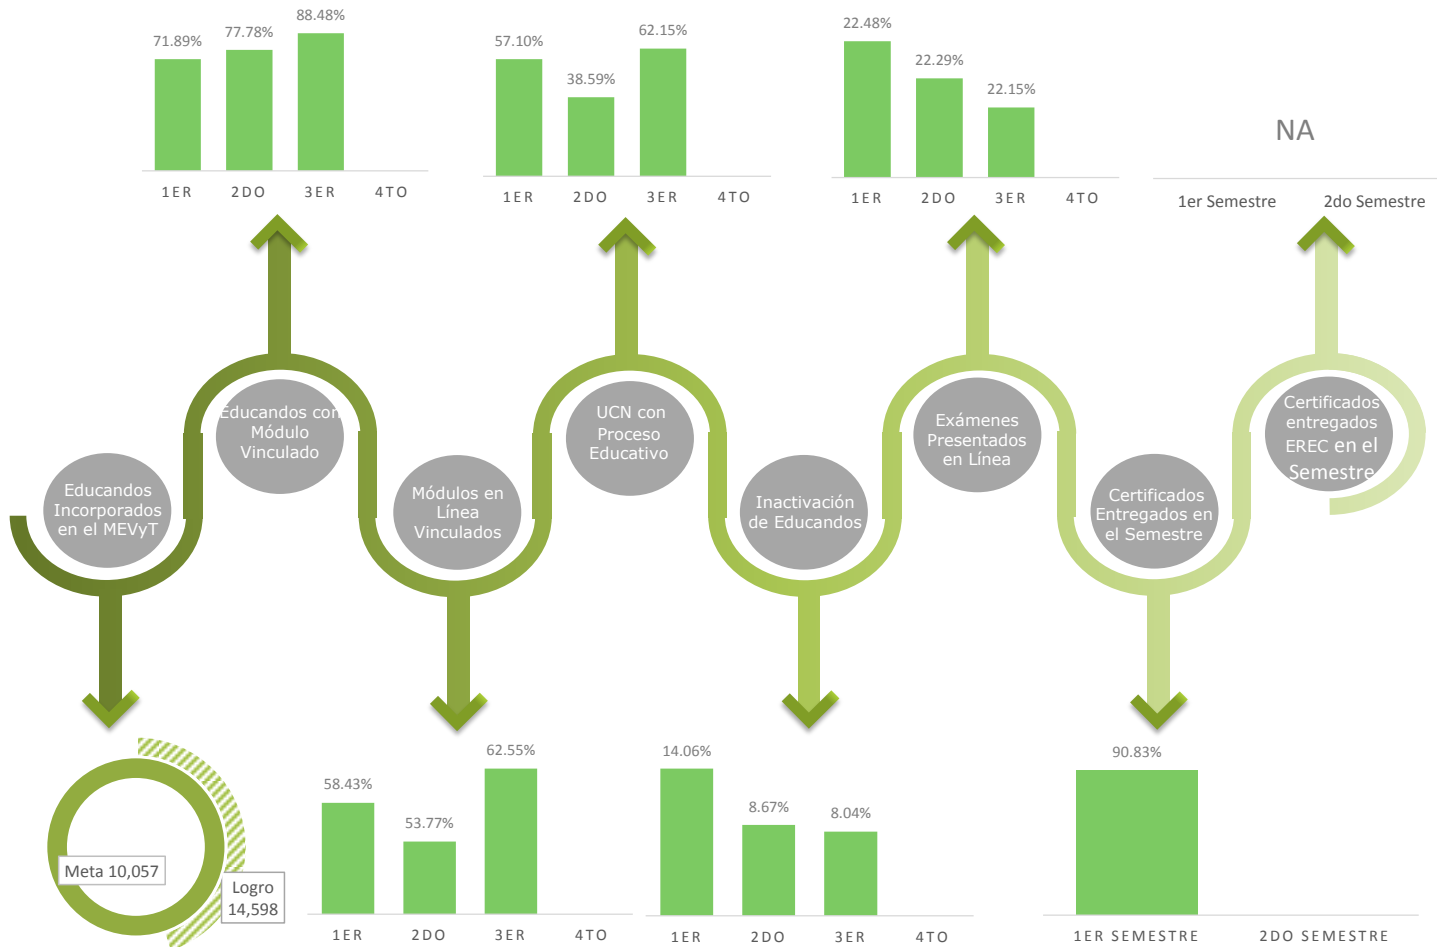 88.48%
77.78%
71.89%
1ER 2DO 3ER 4TO
62.15%
57.10%
38.59%
1ER 2DO 3ER 4TO
22.48%
22.29%
22.15%
1ER 2DO 3ER 4TO
NA
1er Semestre 2do Semestre
Educandos
Incorporados
en el MEVyT
Educandos con
Módulo
Vinculado
Módulos en
Línea
Vinculados
UCN con
Proceso
Educativo
Inactivación
de Educandos
Exámenes
Presentados
en Línea
Certificados
Entregados en
el Semestre
Certificados
entregados
EREC en el
Semestre
Meta 10,057
Logro
14,598
62.55%
58.43%
53.77%
1ER 2DO 3ER 4TO
14.06%
8.67%
8.04%
1ER 2DO 3ER 4TO
90.83%
1ER SEMESTRE 2DO SEMESTRE